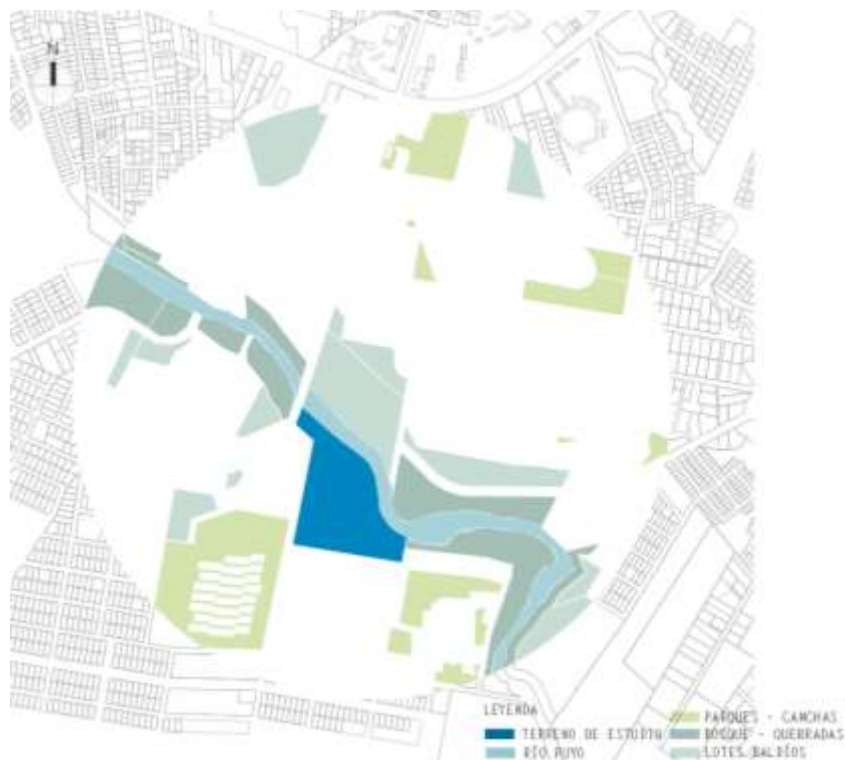 N
LEYENDA
TERRENO DE ESTUDIO
RÍO PUYO
PARQUES - CANCHAS
BOSQUE - QUEBRADAS
LOTES BALDÍOS